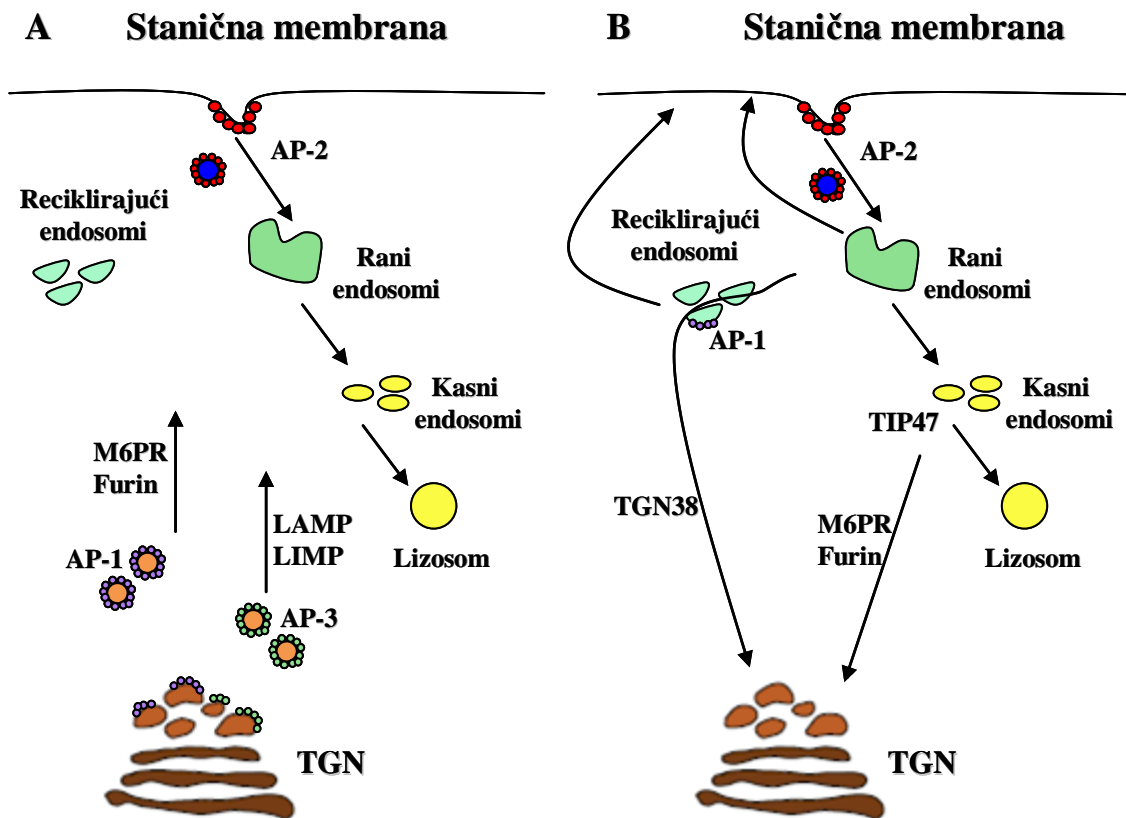 A Stanična membrana
AP-2
Reciklirajući
endosomi
Rani
endosomi
Kasni
endosomi
M6PR
Furin
LAMP
LIMP
AP-1
Lizosom
AP-3
TGN
B Stanična membrana
AP-2
Reciklirajući
endosomi
Rani
endosomi
AP-1
Kasni
endosomi
TIP47
TGN38
M6PR
Furin
Lizosom
TGN